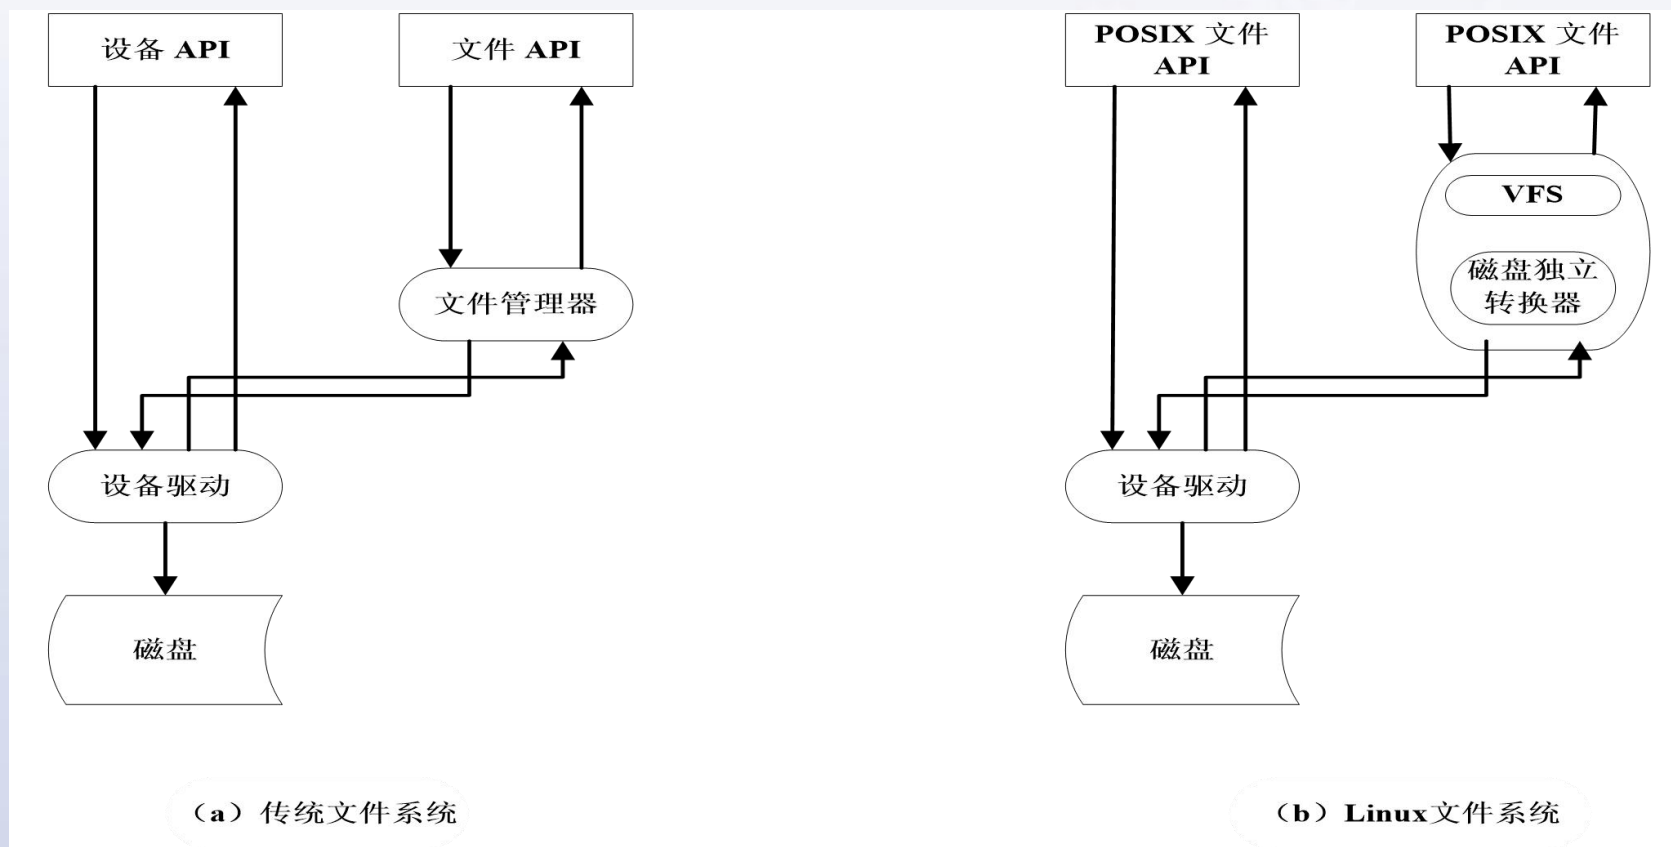 设备 API
文件 API
文件管理器
设备驱动
磁盘
（a）传统文件系统
POSIX 文件
API
POSIX 文件
API
VFS
磁盘独立
转换器
设备驱动
磁盘
（b）Linux文件系统